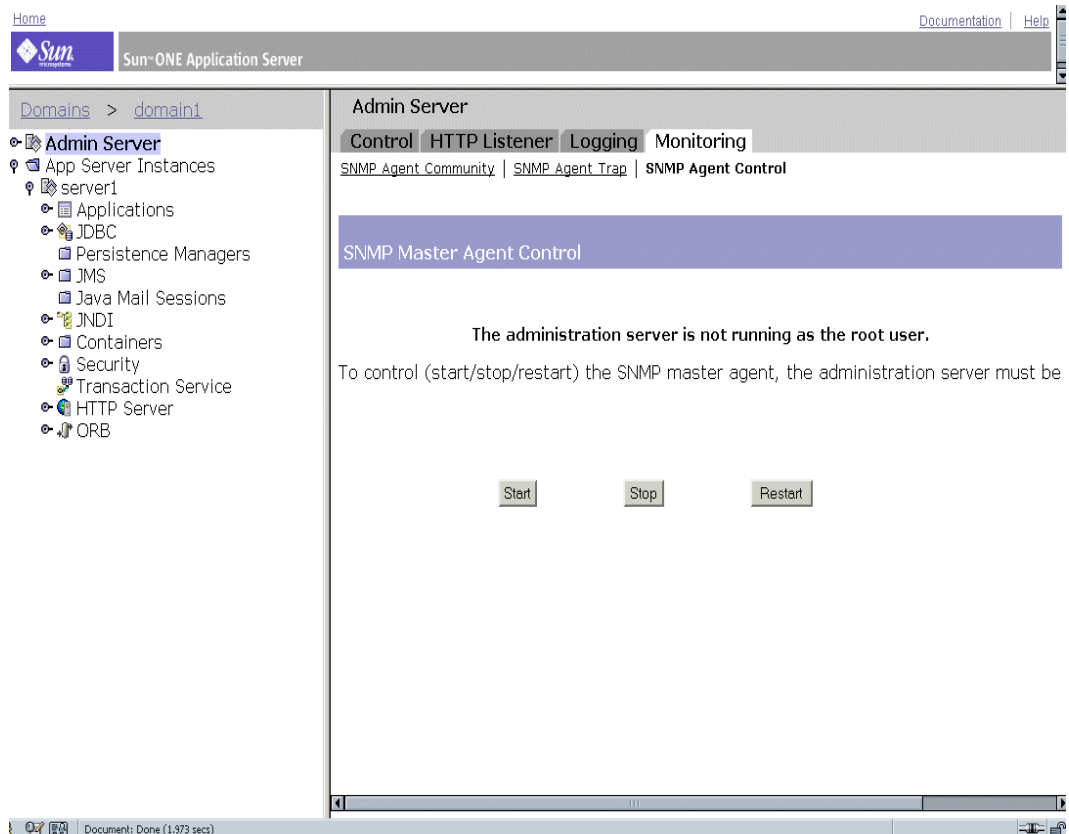 Home
Documentation | Help
Sun
microsystems
Sun™ ONE Application Server
Domains > domain1
Admin Server
App Server Instances
server1
Applications
JDBC
Persistence Managers
JMS
Java Mail Sessions
JNDI
Containers
Security
Transaction Service
HTTP Server
ORB
Admin Server
Control HTTP Listener Logging Monitoring
SNMP Agent Community | SNMP Agent Trap | SNMP Agent Control
SNMP Master Agent Control
The administration server is not running as the root user.
To control (start/stop/restart) the SNMP master agent, the administration server must be
Start Stop Restart
Document: Done (1.973 secs)